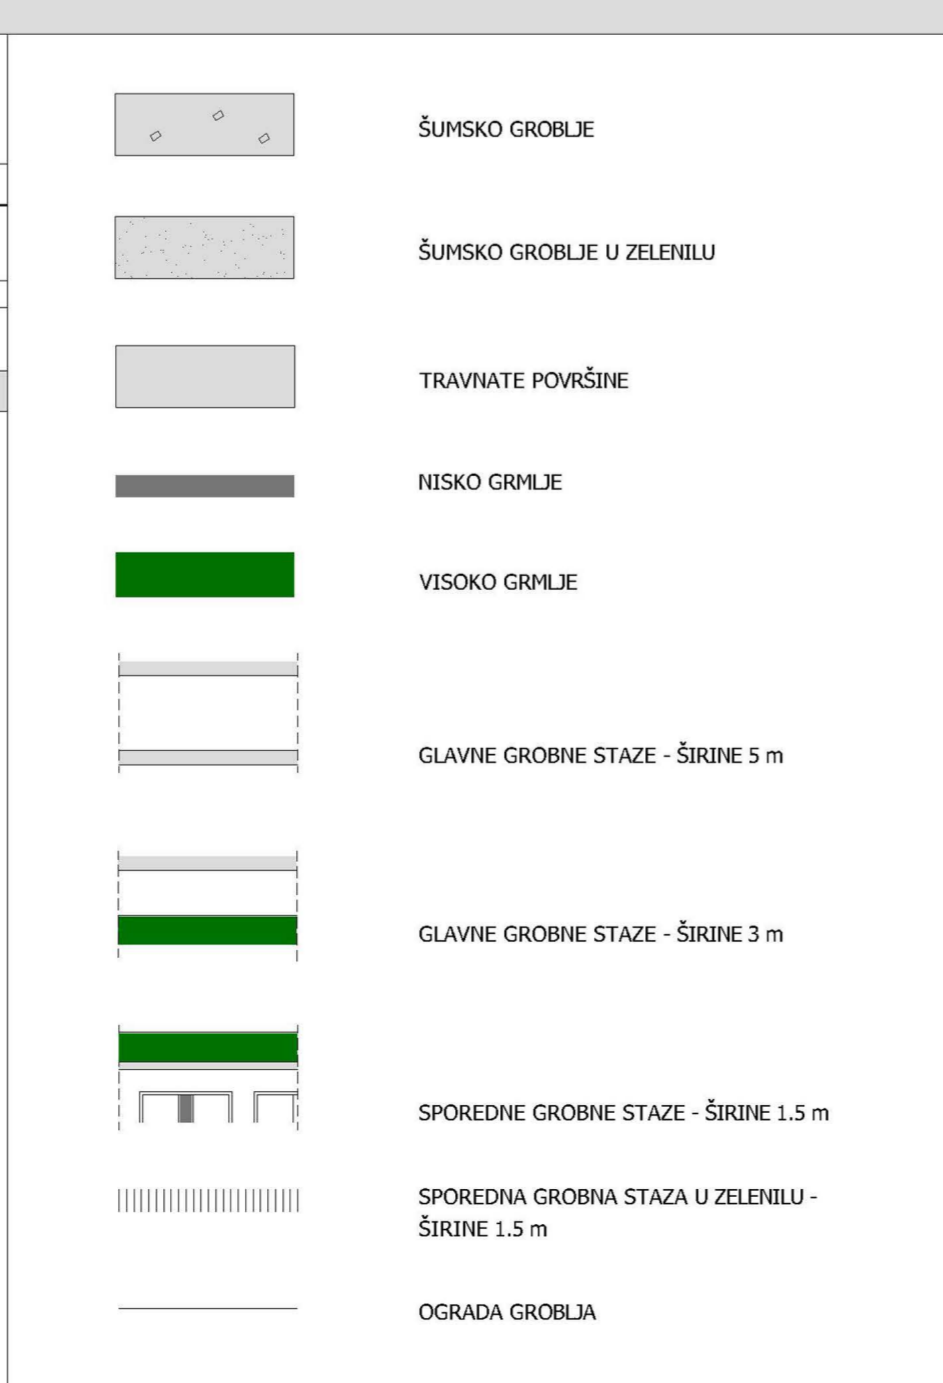 ŠUMSKO GROBLJE
ŠUMSKO GROBLJE U ZELENILU
TRAVNATE POVRŠINE
NISKO GRMLJE
VISOKO GRMLJE
GLAVNE GROBNE STAZE - ŠIRINE 5 m
GLAVNE GROBNE STAZE - ŠIRINE 3 m
SPOREDNE GROBNE STAZE - ŠIRINE 1.5 m
SPOREDNA GROBNA STAZA U ZELENILU -
ŠIRINE 1.5 m
OGRADA GROBLJA